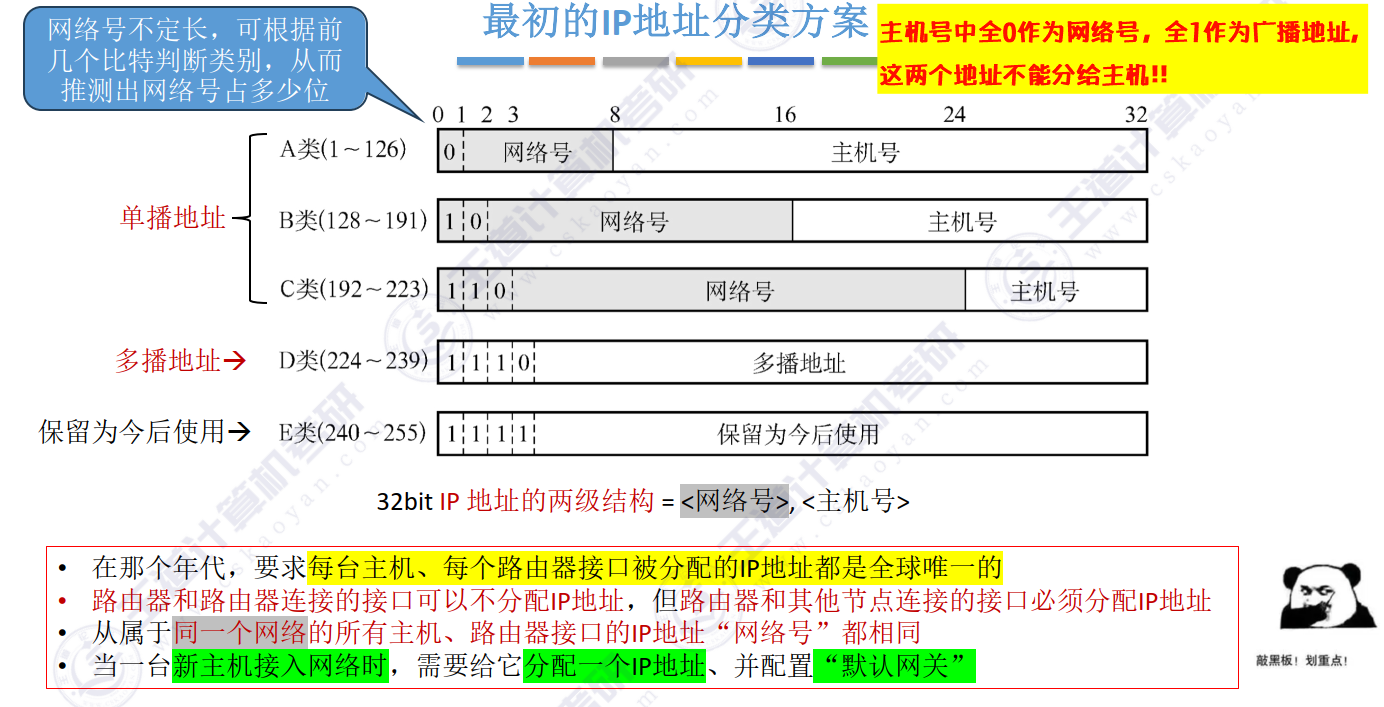 最初的IP地址分类方案
网络号不定长，可根据前
几个比特判断类别，从而
推测出网络号占多少位
主机号中全0作为网络号，全1作为广播地址，
这两个地址不能分给主机!!
0 1 2 3 8 16 24 32
单播地址
A类(1～126) 0 网络号 主机号
B类(128～191) 1 0 网络号 主机号
C类(192～223) 1 1 0 网络号 主机号
多播地址→ D类(224～239) 1 1 1 0 多播地址
保留为今后使用→ E类(240～255) 1 1 1 1 保留为今后使用
32bit IP 地址的两级结构 = <网络号>, <主机号>
• 在那个年代，要求每台主机、每个路由器接口被分配的IP地址都是全球唯一的
• 路由器和路由器连接的接口可以不分配IP地址，但路由器和其他节点连接的接口必须分配IP地址
• 从属于同一个网络的所有主机、路由器接口的IP地址“网络号”都相同
• 当一台新主机接入网络时，需要给它分配一个IP地址、并配置“默认网关”
敲黑板！划重点！
王道计算机考研
www.cskaoyan.com